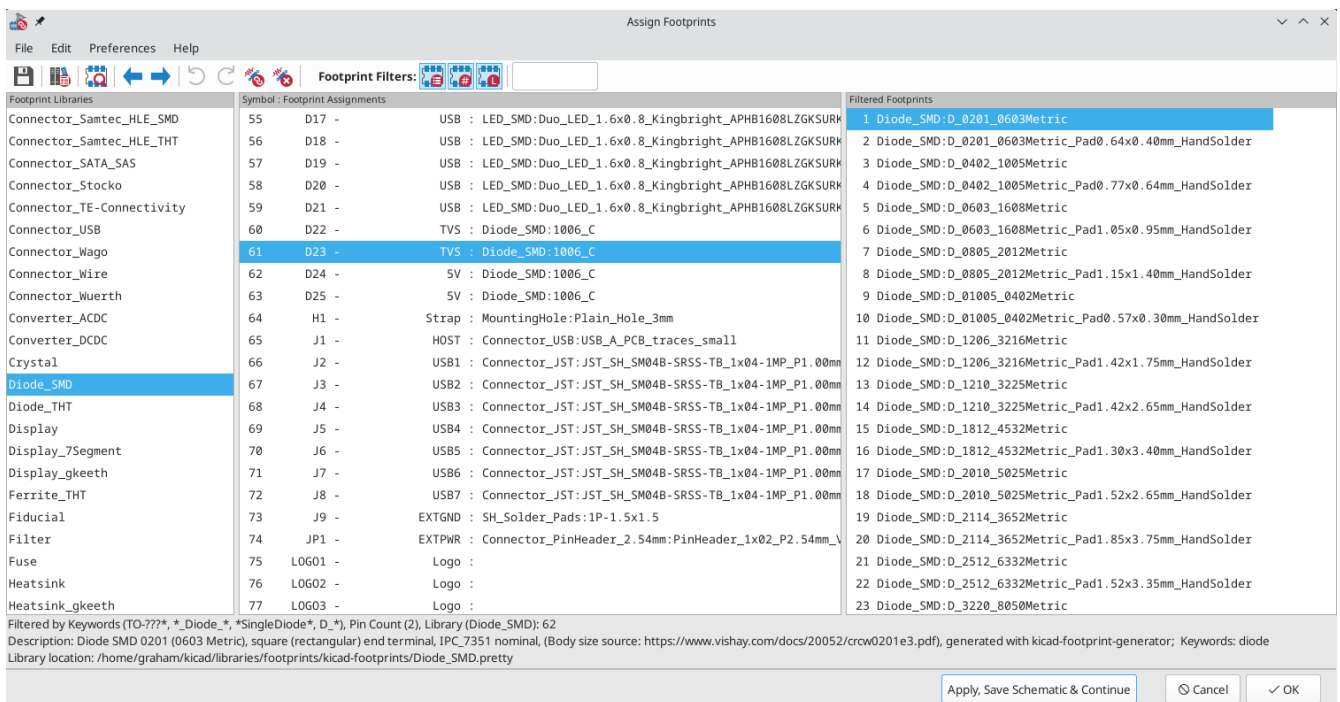 Assign Footprints
File Edit Preferences Help
Footprint Filters:
Footprint Libraries
Connector_Samtec_HLE_SMD
Connector_Samtec_HLE_THT
Connector_SATA_SAS
Connector_Stocko
Connector_TE-Connectivity
Connector_USB
Connector_Wago
Connector_Wire
Connector_Wuerth
Converter_ACDC
Converter_DCDC
Crystal
Diode_SMD
Diode_THT
Display
Display_7Segment
Display_gkeeth
Ferrite_THT
Fiducial
Filter
Fuse
Heatsink
Heatsink_gkeeth
Symbol : Footprint Assignments
55 D17 - USB : LED_SMD:Duo_LED_1.6x0.8_Kingbright_APHB1608LZGKSURK
56 D18 - USB : LED_SMD:Duo_LED_1.6x0.8_Kingbright_APHB1608LZGKSURK
57 D19 - USB : LED_SMD:Duo_LED_1.6x0.8_Kingbright_APHB1608LZGKSURK
58 D20 - USB : LED_SMD:Duo_LED_1.6x0.8_Kingbright_APHB1608LZGKSURK
59 D21 - USB : LED_SMD:Duo_LED_1.6x0.8_Kingbright_APHB1608LZGKSURK
60 D22 - TVS : Diode_SMD:1006_C
61 D23 - TVS : Diode_SMD:1006_C
62 D24 - 5V : Diode_SMD:1006_C
63 D25 - 5V : Diode_SMD:1006_C
64 H1 - Strap : MountingHole:Plain_Hole_3mm
65 J1 - HOST : Connector_USB:USB_A_PCB_traces_small
66 J2 - USB1 : Connector_JST:JST_SH_SM04B-SRSS-TB_1x04-1MP_P1.00mm
67 J3 - USB2 : Connector_JST:JST_SH_SM04B-SRSS-TB_1x04-1MP_P1.00mm
68 J4 - USB3 : Connector_JST:JST_SH_SM04B-SRSS-TB_1x04-1MP_P1.00mm
69 J5 - USB4 : Connector_JST:JST_SH_SM04B-SRSS-TB_1x04-1MP_P1.00mm
70 J6 - USB5 : Connector_JST:JST_SH_SM04B-SRSS-TB_1x04-1MP_P1.00mm
71 J7 - USB6 : Connector_JST:JST_SH_SM04B-SRSS-TB_1x04-1MP_P1.00mm
72 J8 - USB7 : Connector_JST:JST_SH_SM04B-SRSS-TB_1x04-1MP_P1.00mm
73 J9 - EXTGND : SH_Solder_Pads:1P-1.5x1.5
74 JP1 - EXTPWR : Connector_PinHeader_2.54mm:PinHeader_1x02_P2.54mm_V
75 LOGO1 - Logo :
76 LOGO2 - Logo :
77 LOGO3 - Logo :
Filtered Footprints
1 Diode_SMD:D_0201_0603Metric
2 Diode_SMD:D_0201_0603Metric_Pad0.64x0.40mm_HandSolder
3 Diode_SMD:D_0402_1005Metric
4 Diode_SMD:D_0402_1005Metric_Pad0.77x0.64mm_HandSolder
5 Diode_SMD:D_0603_1608Metric
6 Diode_SMD:D_0603_1608Metric_Pad1.05x0.95mm_HandSolder
7 Diode_SMD:D_0805_2012Metric
8 Diode_SMD:D_0805_2012Metric_Pad1.15x1.40mm_HandSolder
9 Diode_SMD:D_01005_0402Metric
10 Diode_SMD:D_01005_0402Metric_Pad0.57x0.30mm_HandSolder
11 Diode_SMD:D_1206_3216Metric
12 Diode_SMD:D_1206_3216Metric_Pad1.42x1.75mm_HandSolder
13 Diode_SMD:D_1210_3225Metric
14 Diode_SMD:D_1210_3225Metric_Pad1.42x2.65mm_HandSolder
15 Diode_SMD:D_1812_4532Metric
16 Diode_SMD:D_1812_4532Metric_Pad1.30x3.40mm_HandSolder
17 Diode_SMD:D_2010_5025Metric
18 Diode_SMD:D_2010_5025Metric_Pad1.52x2.65mm_HandSolder
19 Diode_SMD:D_2114_3652Metric
20 Diode_SMD:D_2114_3652Metric_Pad1.85x3.75mm_HandSolder
21 Diode_SMD:D_2512_6332Metric
22 Diode_SMD:D_2512_6332Metric_Pad1.52x3.35mm_HandSolder
23 Diode_SMD:D_3220_8050Metric
Filtered by Keywords (TO-???*, *_Diode_*, *SingleDiode*, D_*), Pin Count (2), Library (Diode_SMD): 62
Description: Diode SMD 0201 (0603 Metric), square (rectangular) end terminal, IPC_7351 nominal, (Body size source: https://www.vishay.com/docs/20052/crcw0201e3.pdf), generated with kicad-footprint-generator; Keywords: diode
Library location: /home/graham/kicad/libraries/footprints/kicad-footprints/Diode_SMD.pretty
Apply, Save Schematic & Continue Cancel OK